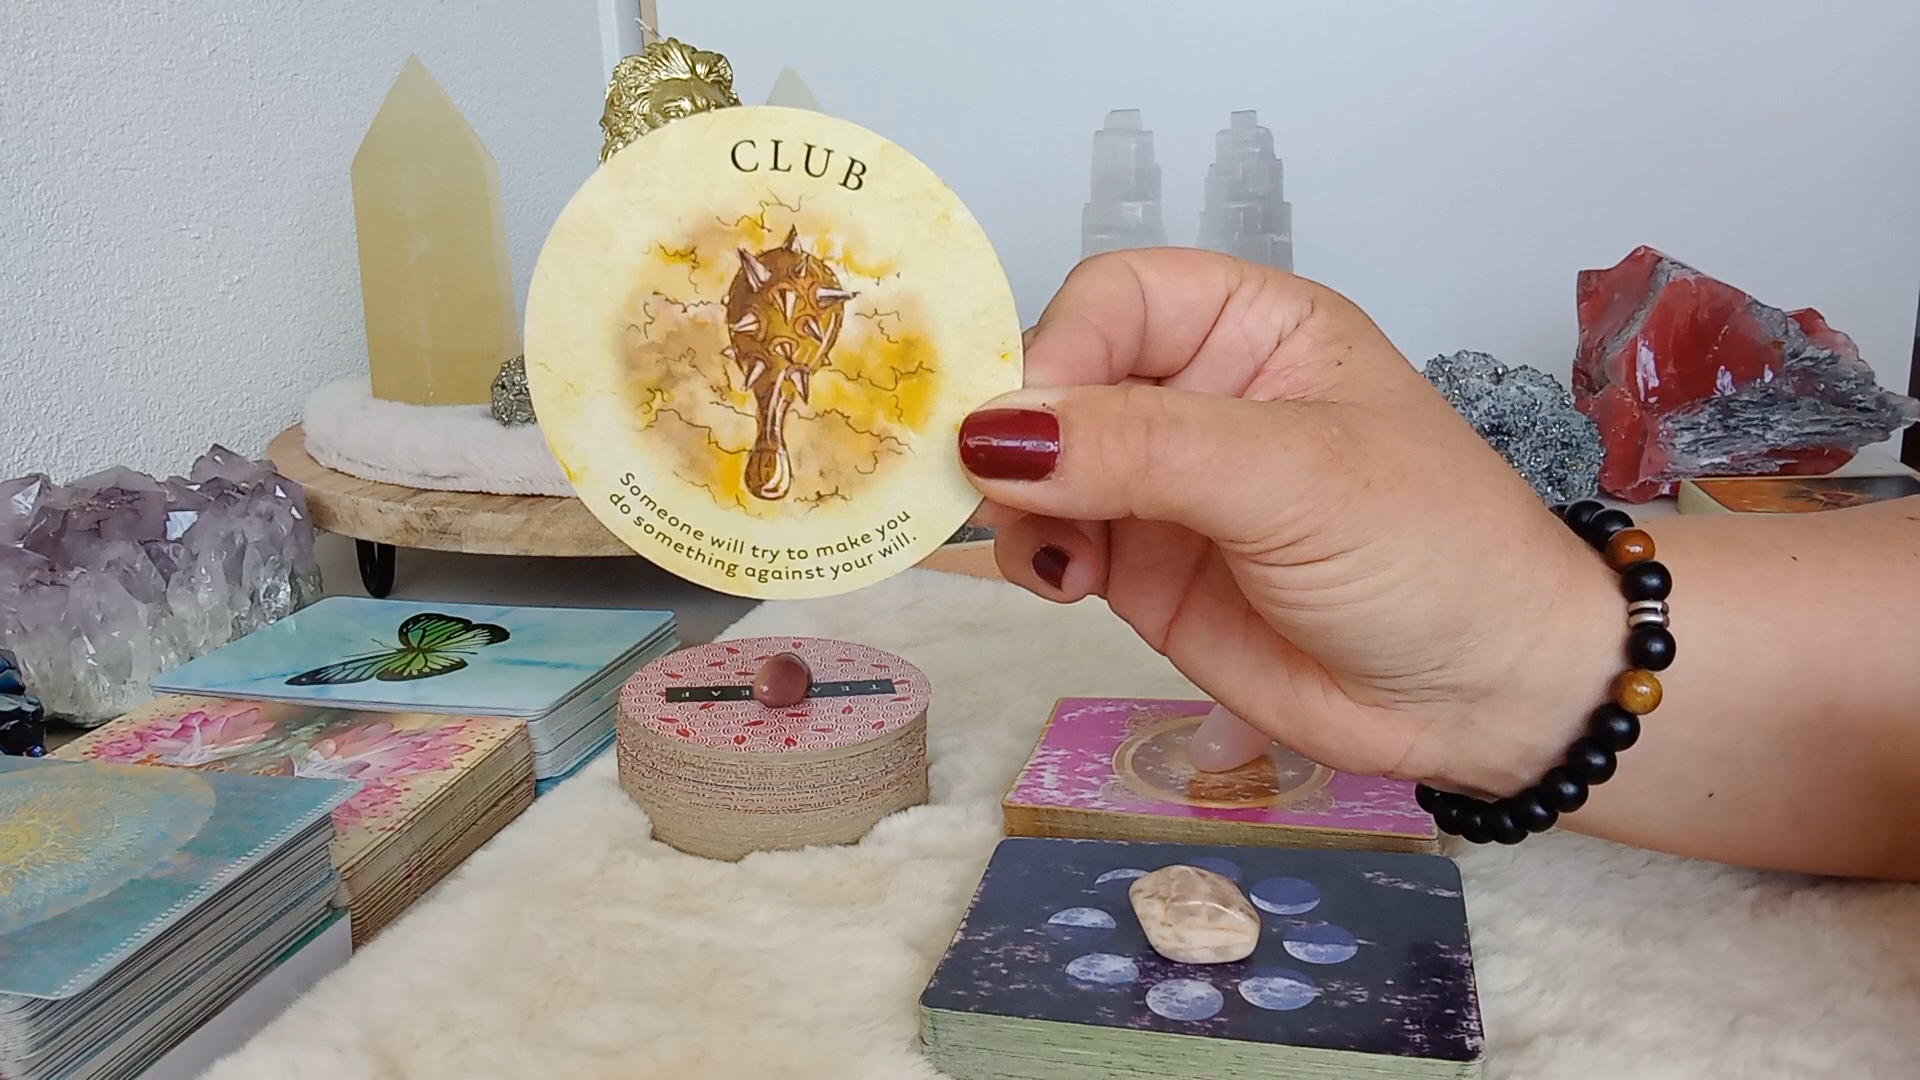 CLUB
Someone will try to make you
do something against your will.